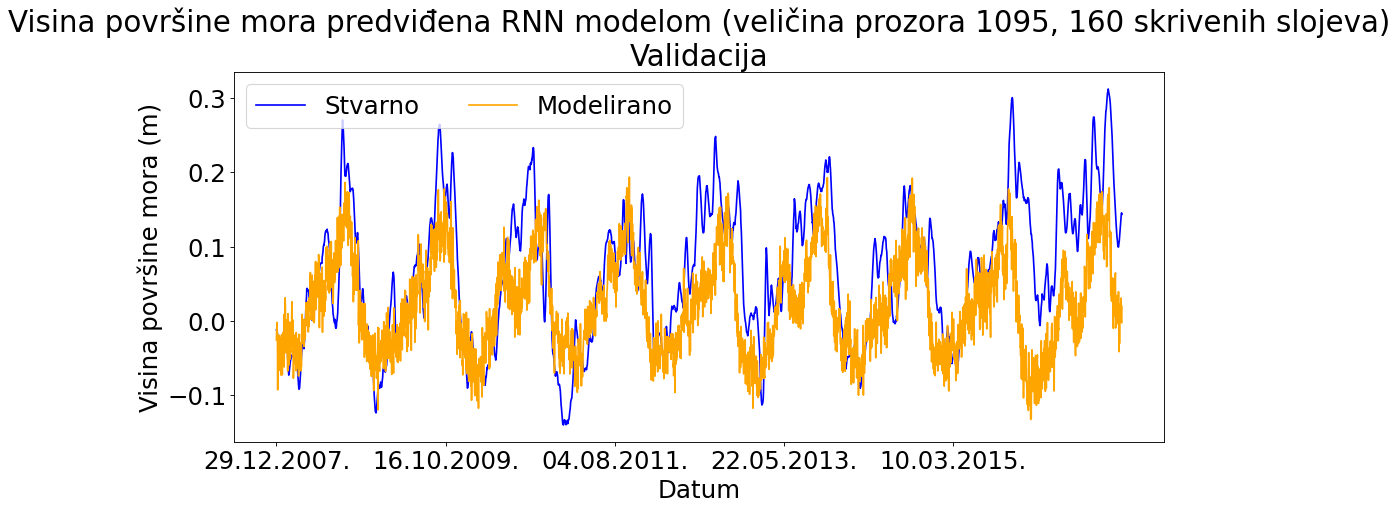 Visina površine mora predviđena RNN modelom (veličina prozora 1095, 160 skrivenih slojeva)
Validacija
Stvarno
Modelirano
Visina površine mora (m)
0.3
0.2
0.1
0.0
−0.1
29.12.2007.
16.10.2009.
04.08.2011.
22.05.2013.
10.03.2015.
Datum